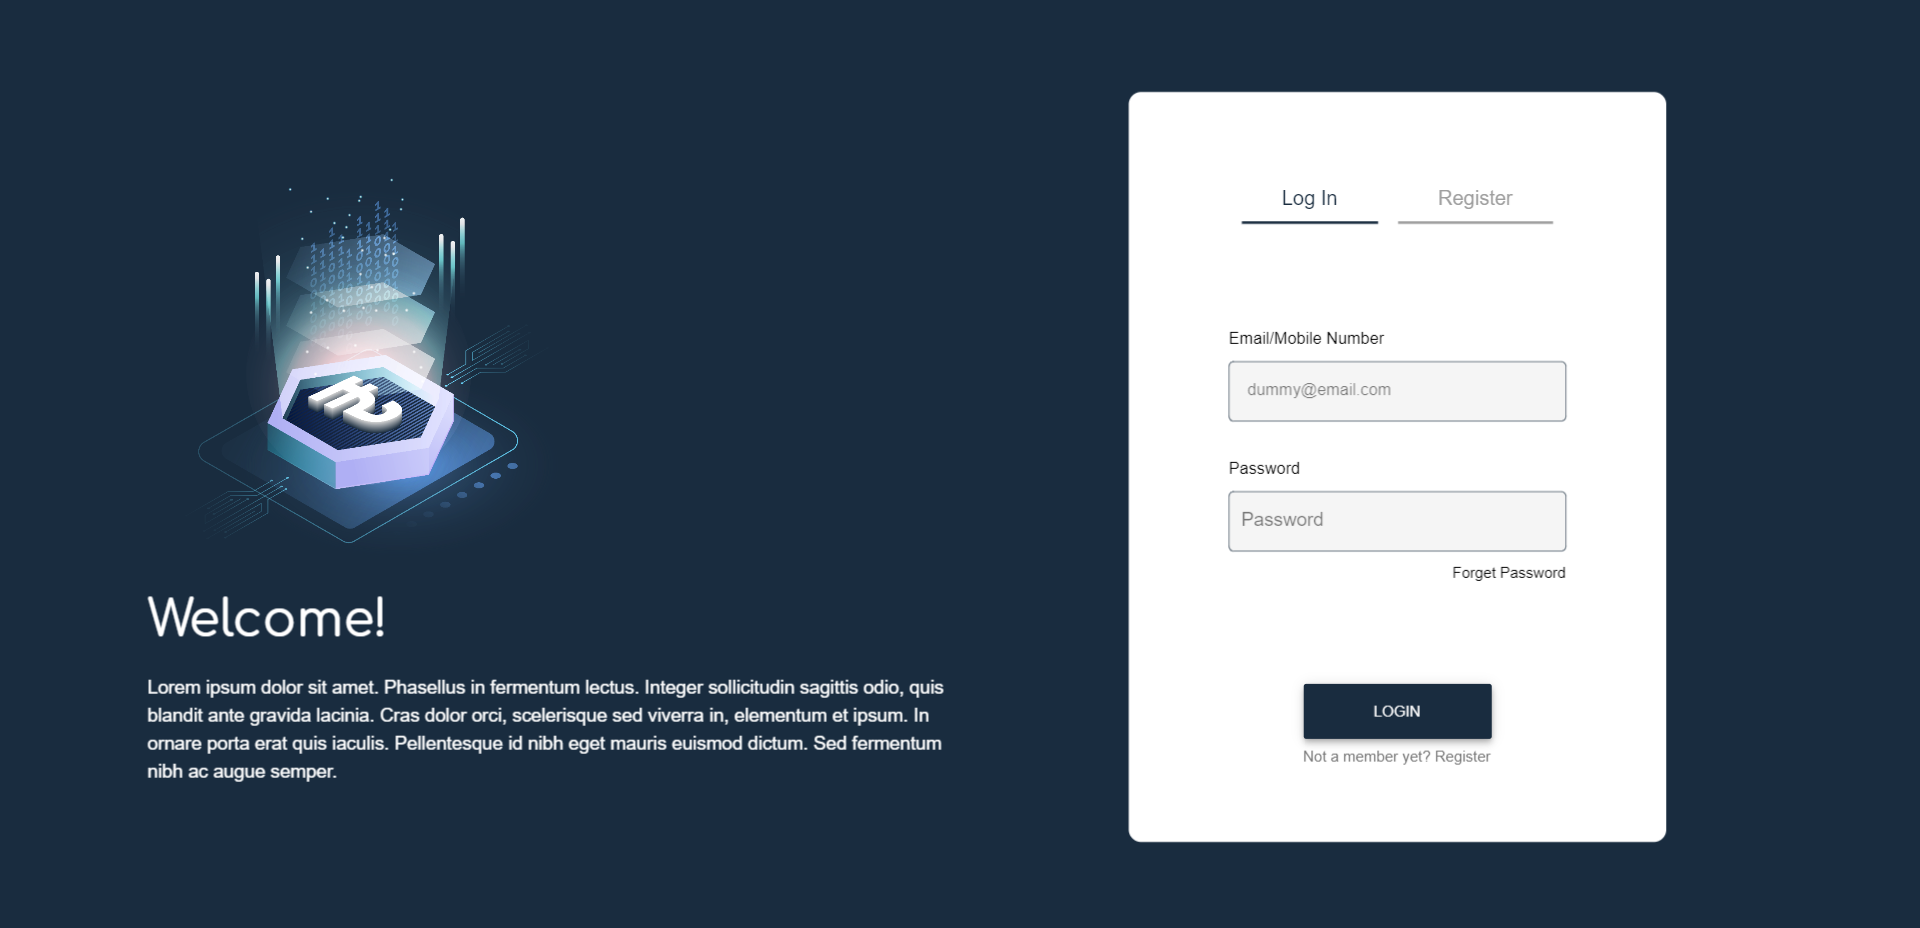 Welcome!
Lorem ipsum dolor sit amet. Phasellus in fermentum lectus. Integer sollicitudin sagittis odio, quis
blandit ante gravida lacinia. Cras dolor orci, scelerisque sed viverra in, elementum et ipsum. In
ornare porta erat quis iaculis. Pellentesque id nibh eget mauris euismod dictum. Sed fermentum
nibh ac augue semper.
Log In
Register
Email/Mobile Number
dummy@email.com
Password
Password
Forget Password
LOGIN
Not a member yet? Register